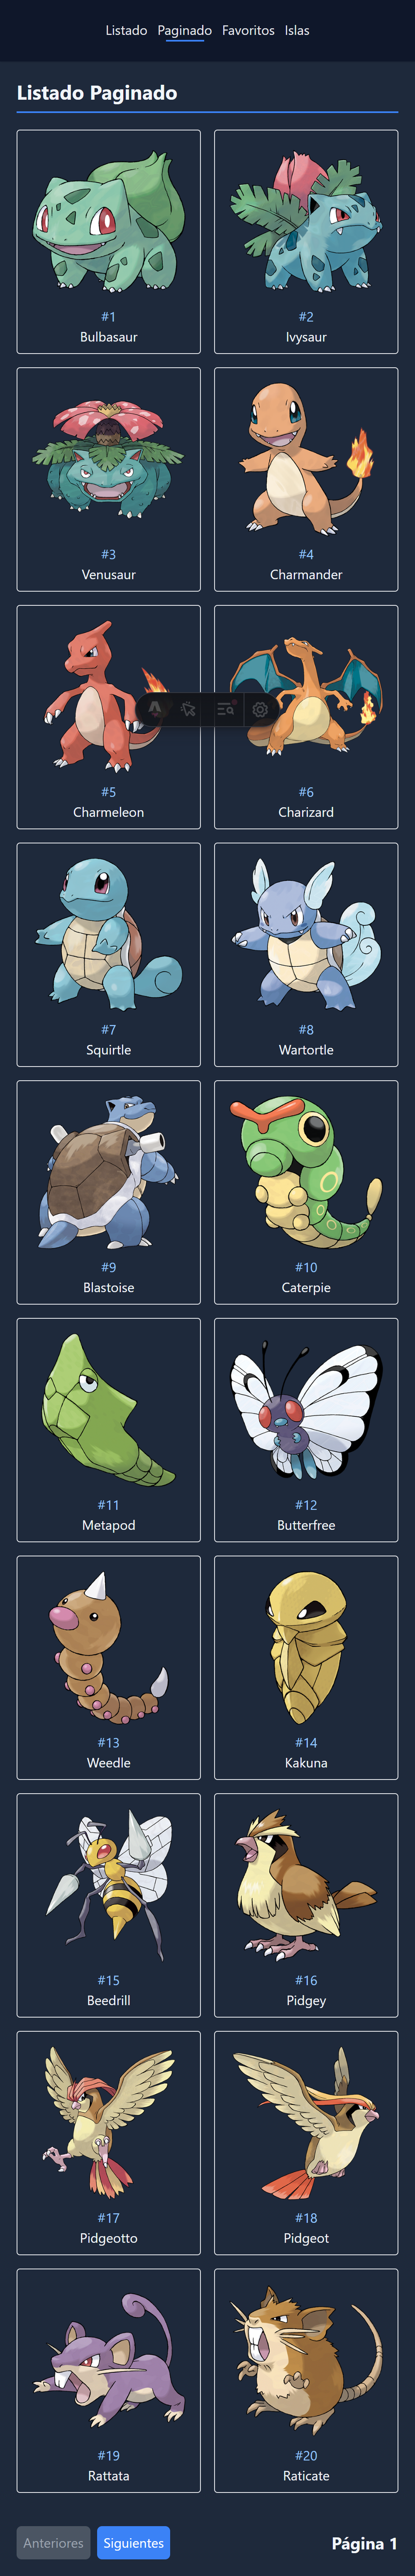 Listado Paginado Favoritos Islas
Listado Paginado
#1
Bulbasaur
#2
Ivysaur
#3
Venusaur
#4
Charmander
#5
Charmeleon
#6
Charizard
#7
Squirtle
#8
Wartortle
#9
Blastoise
#10
Caterpie
#11
Metapod
#12
Butterfree
#13
Weedle
#14
Kakuna
#15
Beedrill
#16
Pidgey
#17
Pidgeotto
#18
Pidgeot
#19
Rattata
#20
Raticate
Anteriores Siguientes Página 1